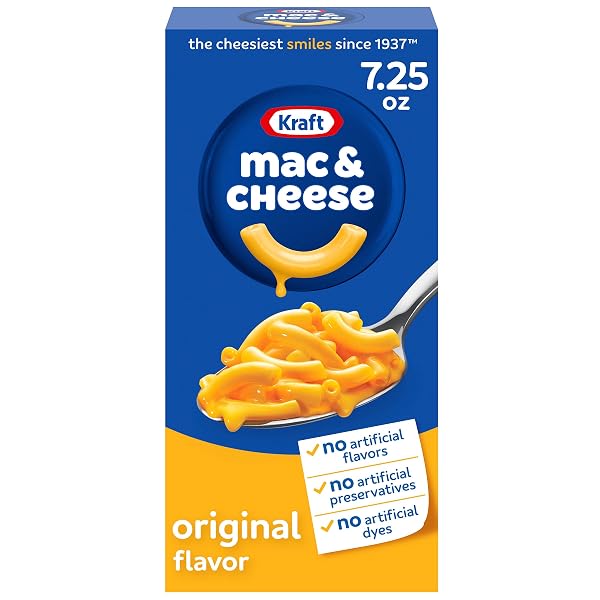 the cheesiest smiles since 1937™
7.25
oz
Kraft
mac &
cheese
no artificial
flavors
no artificial
preservatives
no artificial
dyes
original
flavor